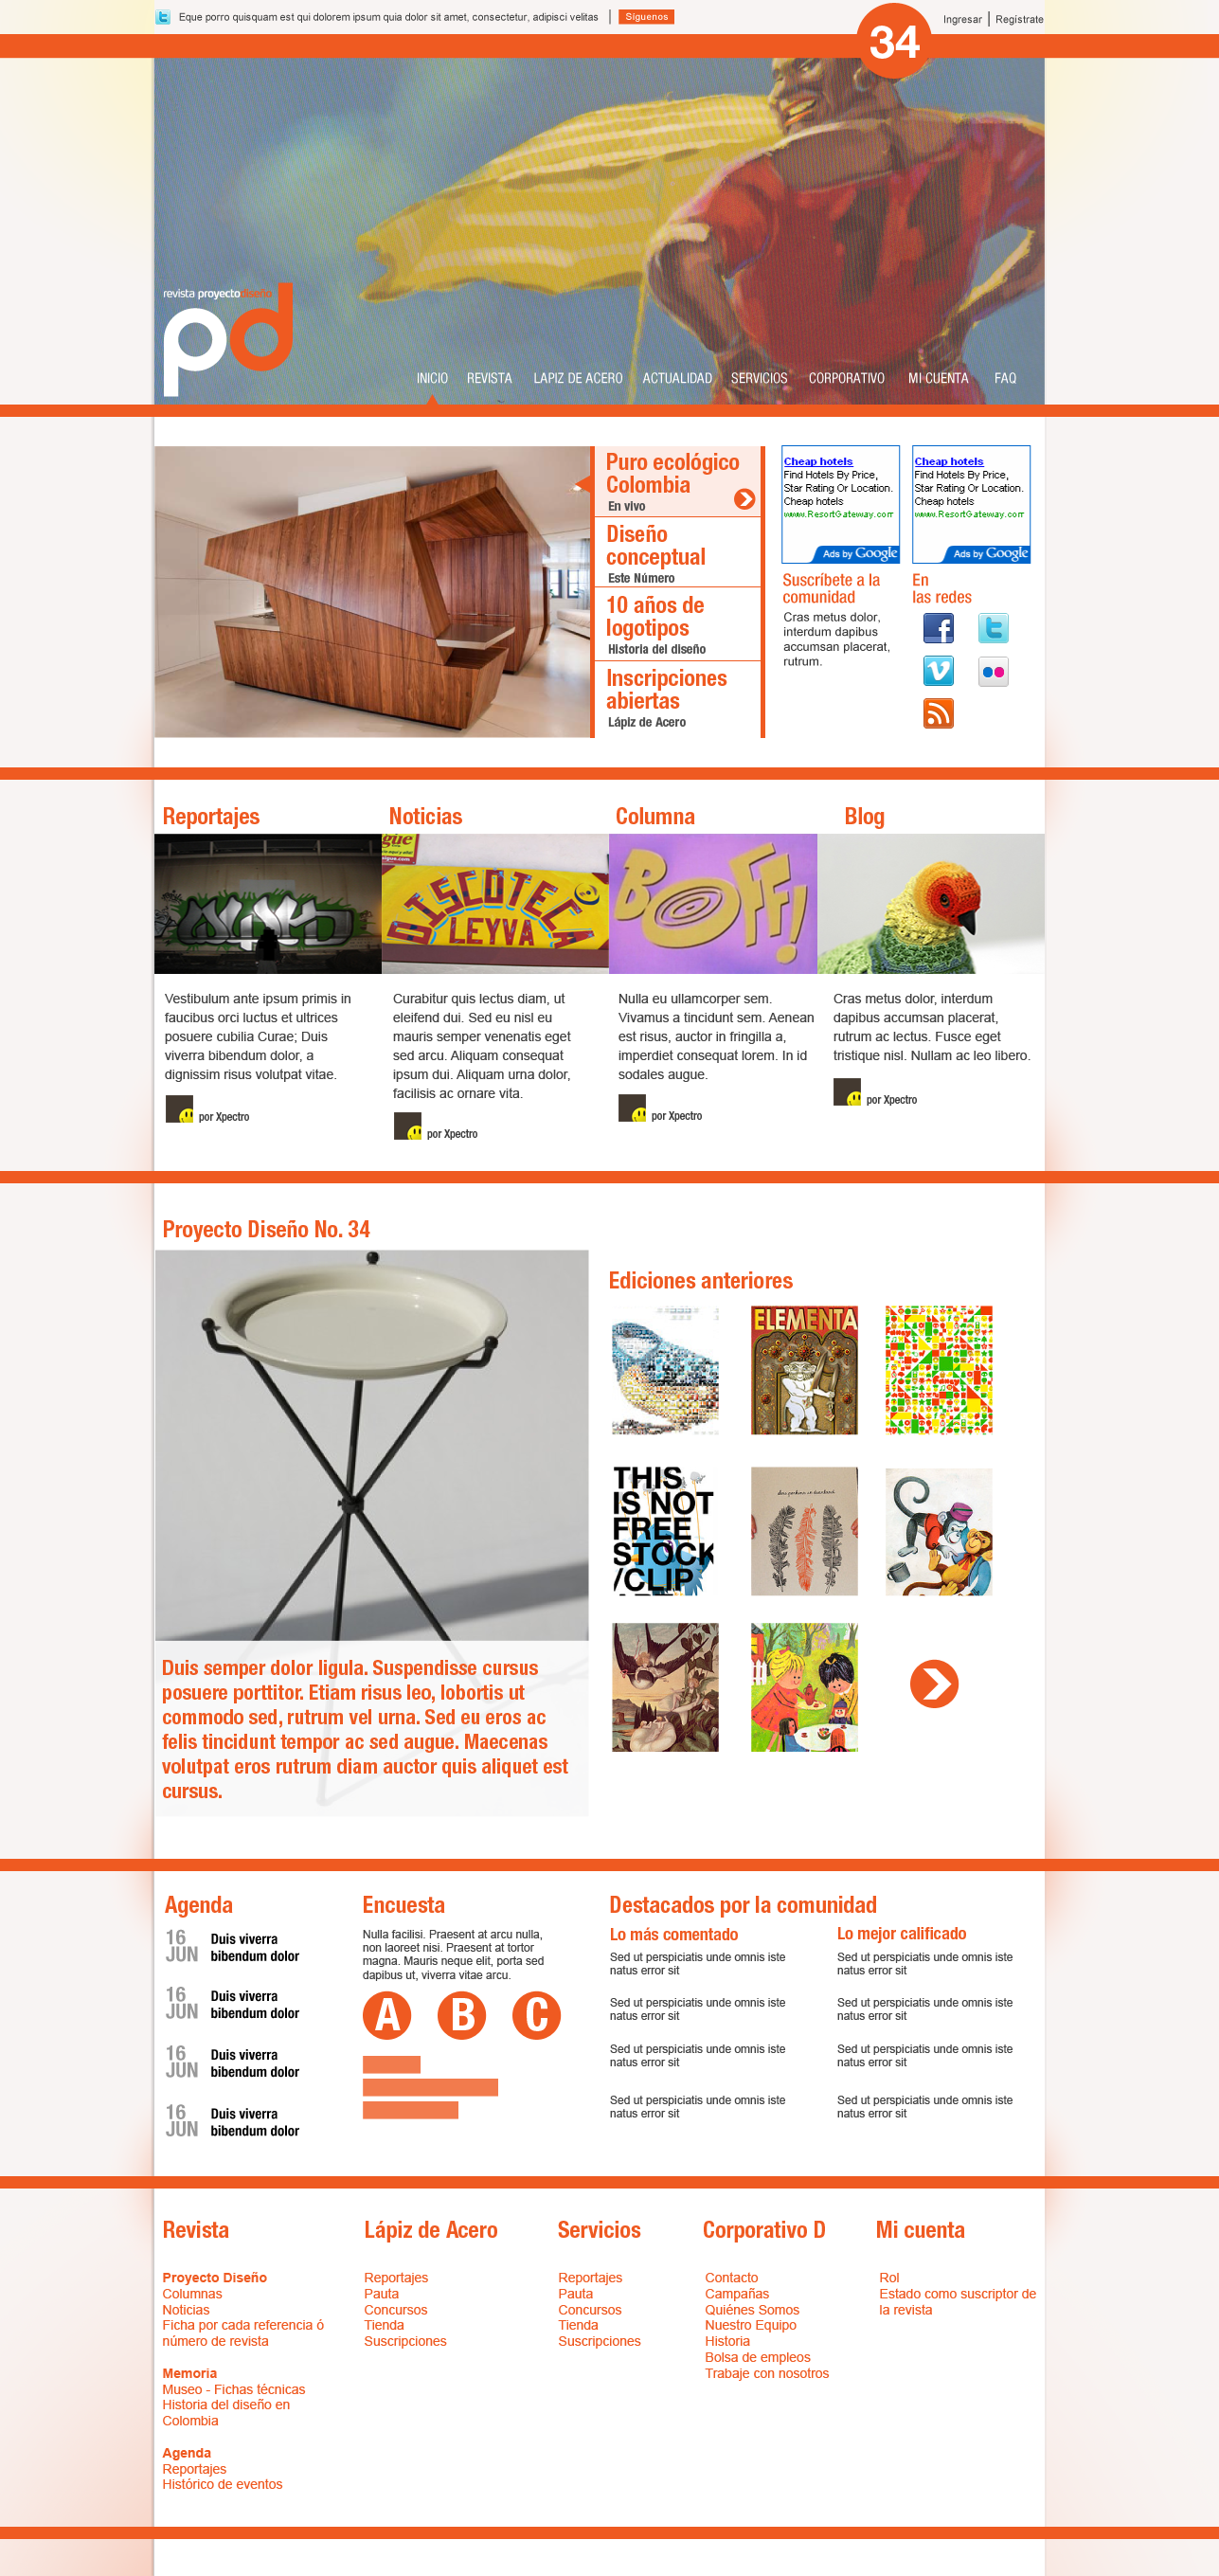 Eque porro quisquam est qui dolorem ipsum quia dolor sit amet, consectetur, adipisci velitas
Síguenos
34
Ingresar
Regístrate
revista proyectodiseño
pd
INICIO
REVISTA
LAPIZ DE ACERO
ACTUALIDAD
SERVICIOS
CORPORATIVO
MI CUENTA
FAQ
Puro ecológico
Colombia
En vivo
Diseño
conceptual
Este Número
10 años de
logotipos
Historia del diseño
Inscripciones
abiertas
Lápiz de Acero
Cheap hotels
Find Hotels By Price,
Star Rating Or Location.
Cheap hotels
www.ResortGateway.com
Ads by Google
Cheap hotels
Find Hotels By Price,
Star Rating Or Location.
Cheap hotels
www.ResortGateway.com
Ads by Google
Suscríbete a la
comunidad
Cras metus dolor,
interdum dapibus
accumsan placerat,
rutrum.
En
las redes
Reportajes
Noticias
DISCOTECA
LEYVA
Columna
BOFF!
Blog
Vestibulum ante ipsum primis in
faucibus orci luctus et ultrices
posuere cubilia Curae; Duis
viverra bibendum dolor, a
dignissim risus volutpat vitae.
por Xpectro
Curabitur quis lectus diam, ut
eleifend dui. Sed eu nisl eu
mauris semper venenatis eget
sed arcu. Aliquam consequat
ipsum dui. Aliquam urna dolor,
facilisis ac ornare vita.
por Xpectro
Nulla eu ullamcorper sem.
Vivamus a tincidunt sem. Aenean
est risus, auctor in fringilla a,
imperdiet consequat lorem. In id
sodales augue.
por Xpectro
Cras metus dolor, interdum
dapibus accumsan placerat,
rutrum ac lectus. Fusce eget
tristique nisl. Nullam ac leo libero.
por Xpectro
Proyecto Diseño No. 34
Duis semper dolor ligula. Suspendisse cursus
posuere porttitor. Etiam risus leo, lobortis ut
commodo sed, rutrum vel urna. Sed eu eros ac
felis tincidunt tempor ac sed augue. Maecenas
volutpat eros rutrum diam auctor quis aliquet est
cursus.
Ediciones anteriores
ELEMENTA
THIS
IS NOT
FREE
STOCK
/CLIP
Agenda
16
JUN
Duis viverra
bibendum dolor
16
JUN
Duis viverra
bibendum dolor
16
JUN
Duis viverra
bibendum dolor
16
JUN
Duis viverra
bibendum dolor
Encuesta
Nulla facilisi. Praesent at arcu nulla,
non laoreet nisi. Praesent at tortor
magna. Mauris neque elit, porta sed
dapibus ut, viverra vitae arcu.
A
B
C
Destacados por la comunidad
Lo más comentado
Sed ut perspiciatis unde omnis iste
natus error sit
Sed ut perspiciatis unde omnis iste
natus error sit
Sed ut perspiciatis unde omnis iste
natus error sit
Sed ut perspiciatis unde omnis iste
natus error sit
Lo mejor calificado
Sed ut perspiciatis unde omnis iste
natus error sit
Sed ut perspiciatis unde omnis iste
natus error sit
Sed ut perspiciatis unde omnis iste
natus error sit
Sed ut perspiciatis unde omnis iste
natus error sit
Revista
Proyecto Diseño
Columnas
Noticias
Ficha por cada referencia ó
número de revista
Memoria
Museo - Fichas técnicas
Historia del diseño en
Colombia
Agenda
Reportajes
Histórico de eventos
Lápiz de Acero
Reportajes
Pauta
Concursos
Tienda
Suscripciones
Servicios
Reportajes
Pauta
Concursos
Tienda
Suscripciones
Corporativo D
Contacto
Campañas
Quiénes Somos
Nuestro Equipo
Historia
Bolsa de empleos
Trabaje con nosotros
Mi cuenta
Rol
Estado como suscriptor de
la revista